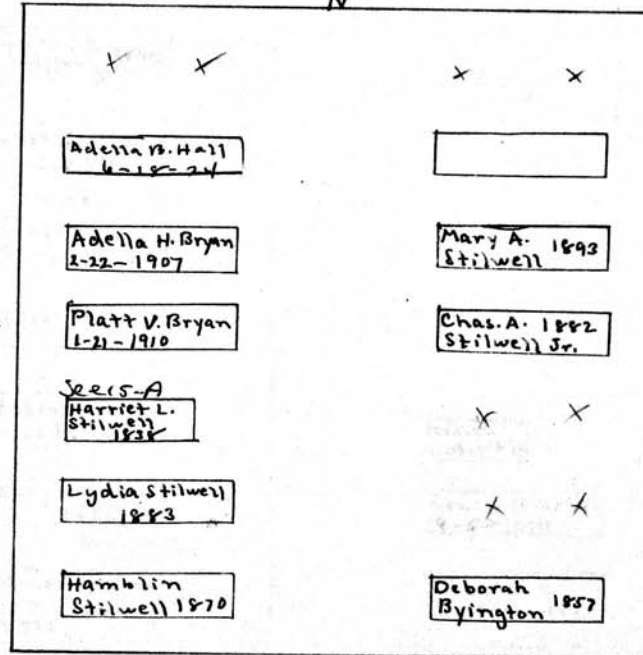 N
Adella B. Hall
6-18-24
Adella H. Bryan
2-22-1907
Platt V. Bryan
1-21-1910
See 15-A
Harriet L.
Stilwell
1838
Lydia Stilwell
1883
Hamblin
Stilwell 1870
Mary A. 1893
Stilwell
Chas. A. 1882
Stilwell Jr.
Deborah
Byington 1857